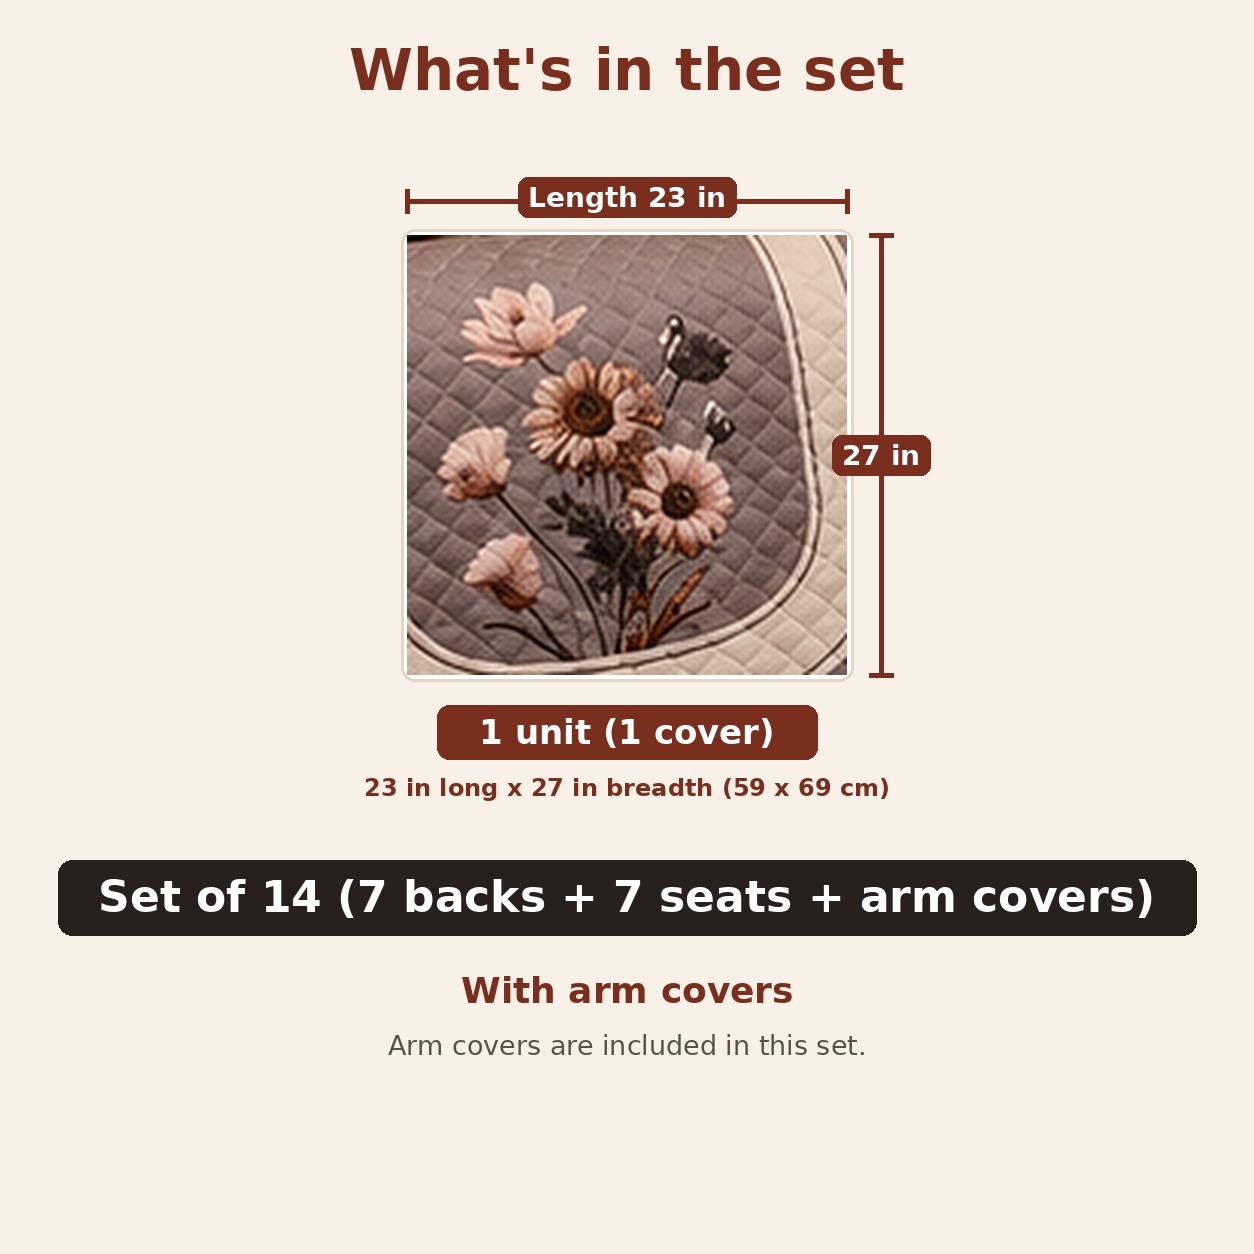 What's in the set
Length 23 in
27 in
1 unit (1 cover)
23 in long x 27 in breadth (59 x 69 cm)
Set of 14 (7 backs + 7 seats + arm covers)
With arm covers
Arm covers are included in this set.